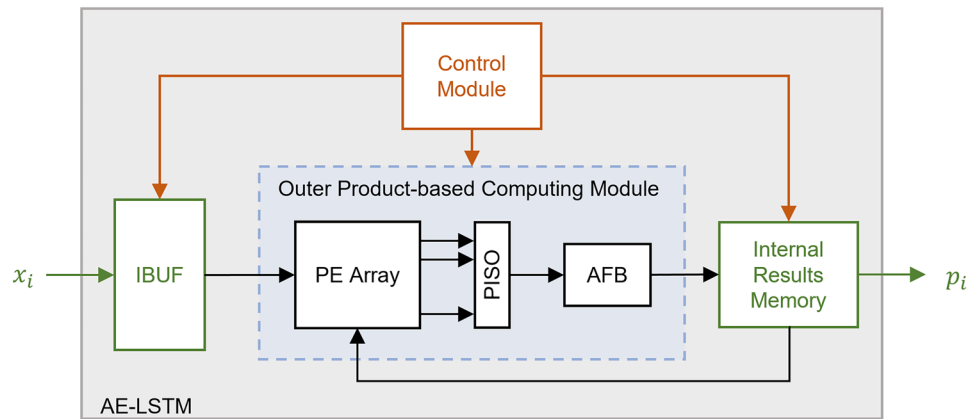 Control
Module
Outer Product-based Computing Module
x_i
IBUF
PE Array
PISO
AFB
Internal
Results
Memory
p_i
AE-LSTM